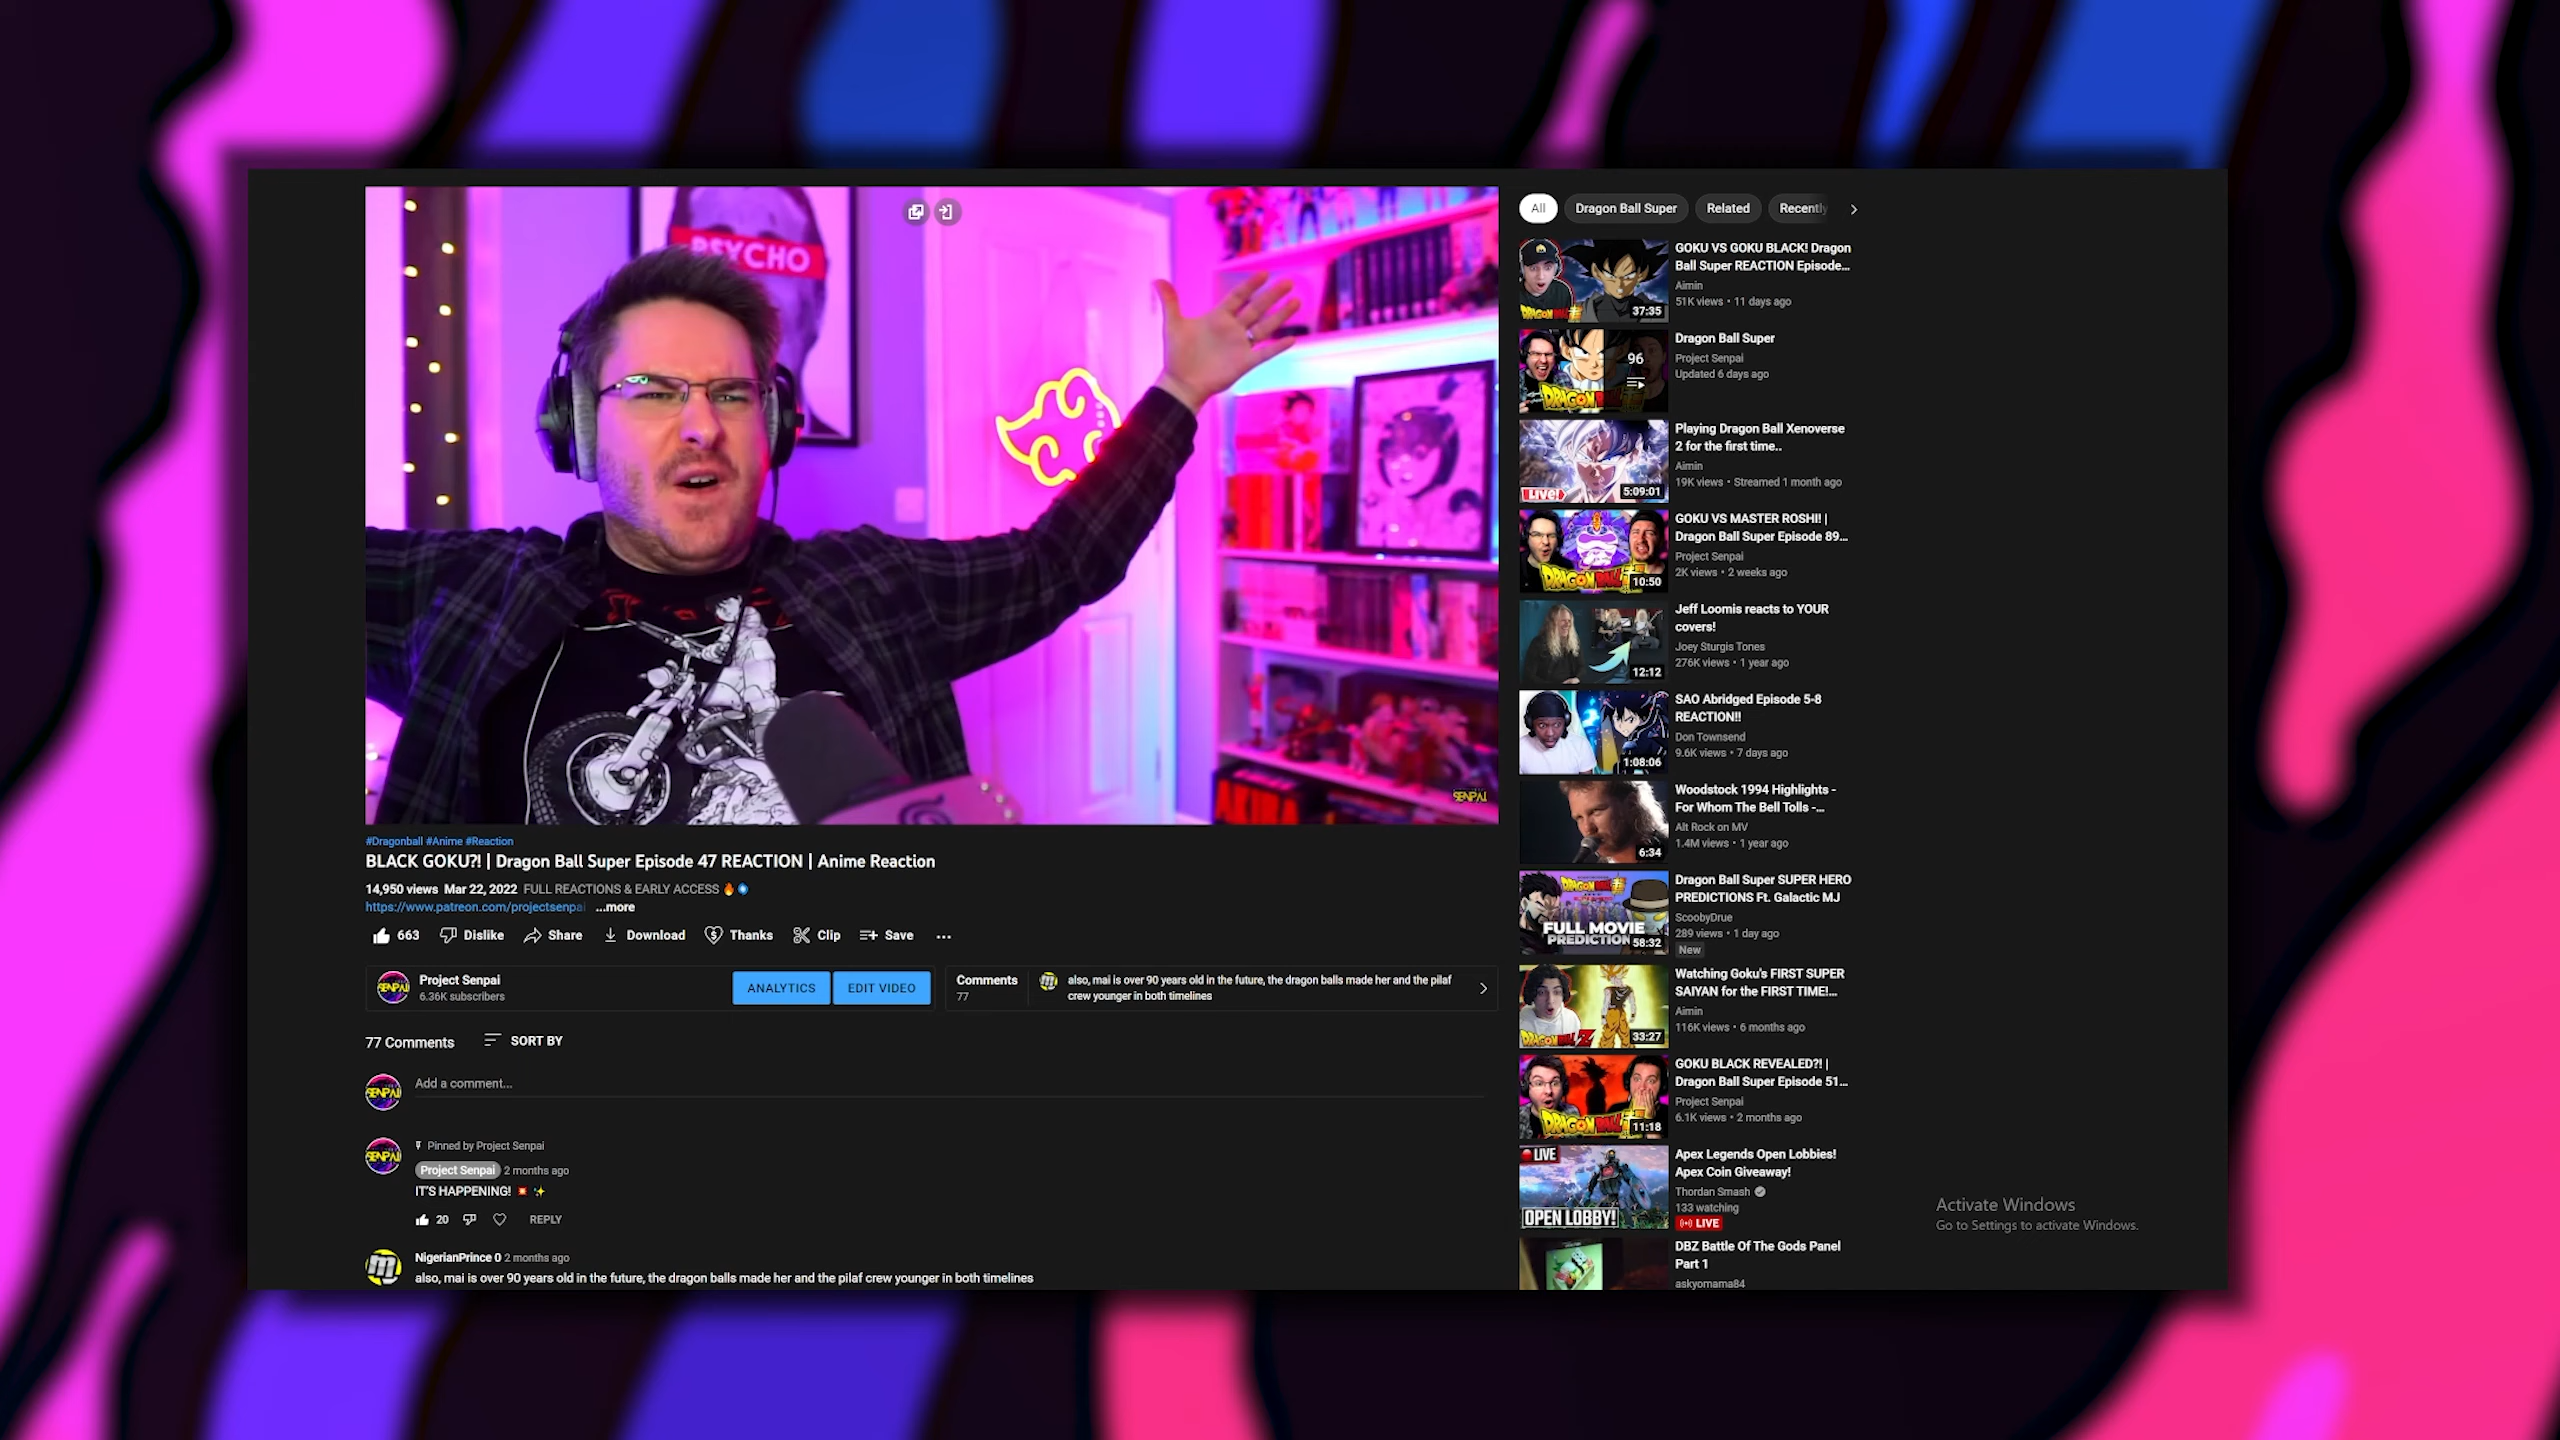 PSYCHO
AKIRA
SENPAI
#Dragonball #Anime #Reaction
BLACK GOKU?! | Dragon Ball Super Episode 47 REACTION | Anime Reaction
14,950 views Mar 22, 2022 FULL REACTIONS & EARLY ACCESS
https://www.patreon.com/projectsenpai ...more
663 Dislike Share Download Thanks Clip Save ...
SENPAI
Project Senpai
6.36K subscribers
ANALYTICS EDIT VIDEO
Comments
77
also, mai is over 90 years old in the future, the dragon balls made her and the pilaf
crew younger in both timelines
77 Comments SORT BY
SENPAI
Add a comment...
SENPAI
Pinned by Project Senpai
Project Senpai 2 months ago
IT'S HAPPENING!
20 REPLY
NigerianPrince 0 2 months ago
also, mai is over 90 years old in the future, the dragon balls made her and the pilaf crew younger in both timelines
All Dragon Ball Super Related Recently
DRAGON 37:35
GOKU VS GOKU BLACK! Dragon
Ball Super REACTION Episode...
Aimin
51K views • 11 days ago
DRAGON
96
Dragon Ball Super
Project Senpai
Updated 6 days ago
LIVE! 5:09:01
Playing Dragon Ball Xenoverse
2 for the first time..
Aimin
19K views • Streamed 1 month ago
DRAGON BALL 10:50
GOKU VS MASTER ROSHI! |
Dragon Ball Super Episode 89...
Project Senpai
2K views • 2 weeks ago
12:12
Jeff Loomis reacts to YOUR
covers!
Joey Sturgis Tones
276K views • 1 year ago
1:08:06
SAO Abridged Episode 5-8
REACTION!!
Don Townsend
9.6K views • 7 days ago
6:34
Woodstock 1994 Highlights -
For Whom The Bell Tolls -...
Alt Rock on MV
1.4M views • 1 year ago
DRAGONBALL
FULL MOVIE
PREDICTION 58:32
Dragon Ball Super SUPER HERO
PREDICTIONS Ft. Galactic MJ
ScoobyDrue
289 views • 1 day ago
New
DRAGONBALL Z 33:27
Watching Goku's FIRST SUPER
SAIYAN for the FIRST TIME!...
Aimin
116K views • 6 months ago
DRAGON BALL 11:18
GOKU BLACK REVEALED?! |
Dragon Ball Super Episode 51...
Project Senpai
6.1K views • 2 months ago
LIVE
OPEN LOBBY!
Apex Legends Open Lobbies!
Apex Coin Giveaway!
Thordan Smash
133 watching
LIVE
DBZ Battle Of The Gods Panel
Part 1
askyomama84
Activate Windows
Go to Settings to activate Windows.